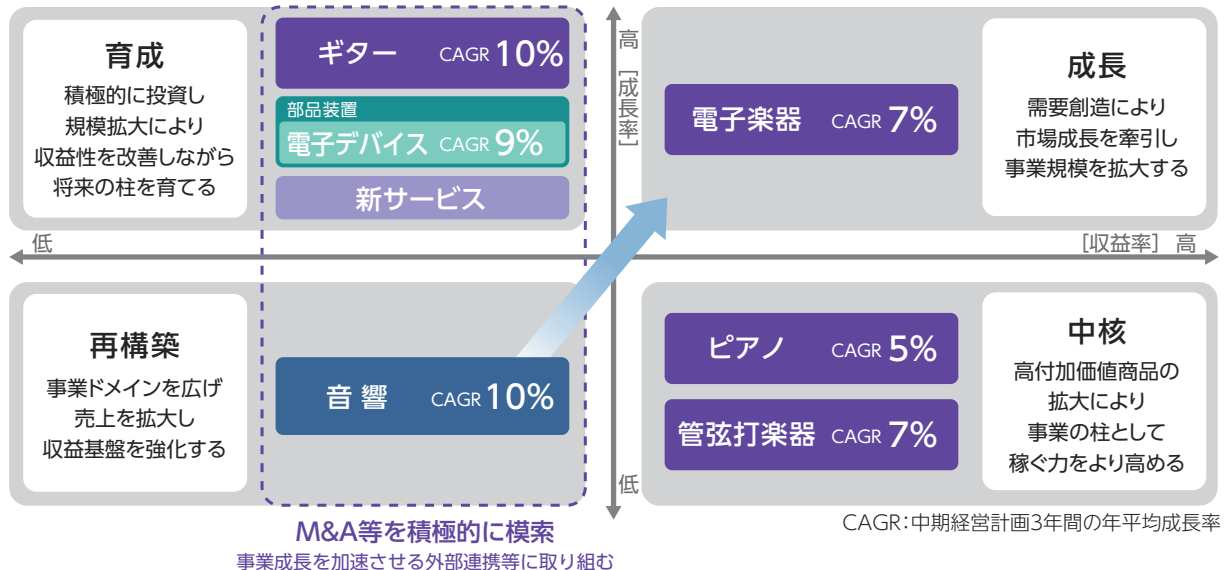 育成
積極的に投資し
規模拡大により
収益性を改善しながら
将来の柱を育てる
ギター CAGR 10%
部品装置
電子デバイス CAGR 9%
新サービス
高
[成長率]
電子楽器 CAGR 7%
成長
需要創造により
市場成長を牽引し
事業規模を拡大する
低
[収益率] 高
再構築
事業ドメインを広げ
売上を拡大し
収益基盤を強化する
音響 CAGR 10%
ピアノ CAGR 5%
管弦打楽器 CAGR 7%
中核
高付加価値商品の
拡大により
事業の柱として
稼ぐ力をより高める
低
M&A等を積極的に模索
事業成長を加速させる外部連携等に取り組む
CAGR:中期経営計画3年間の年平均成長率